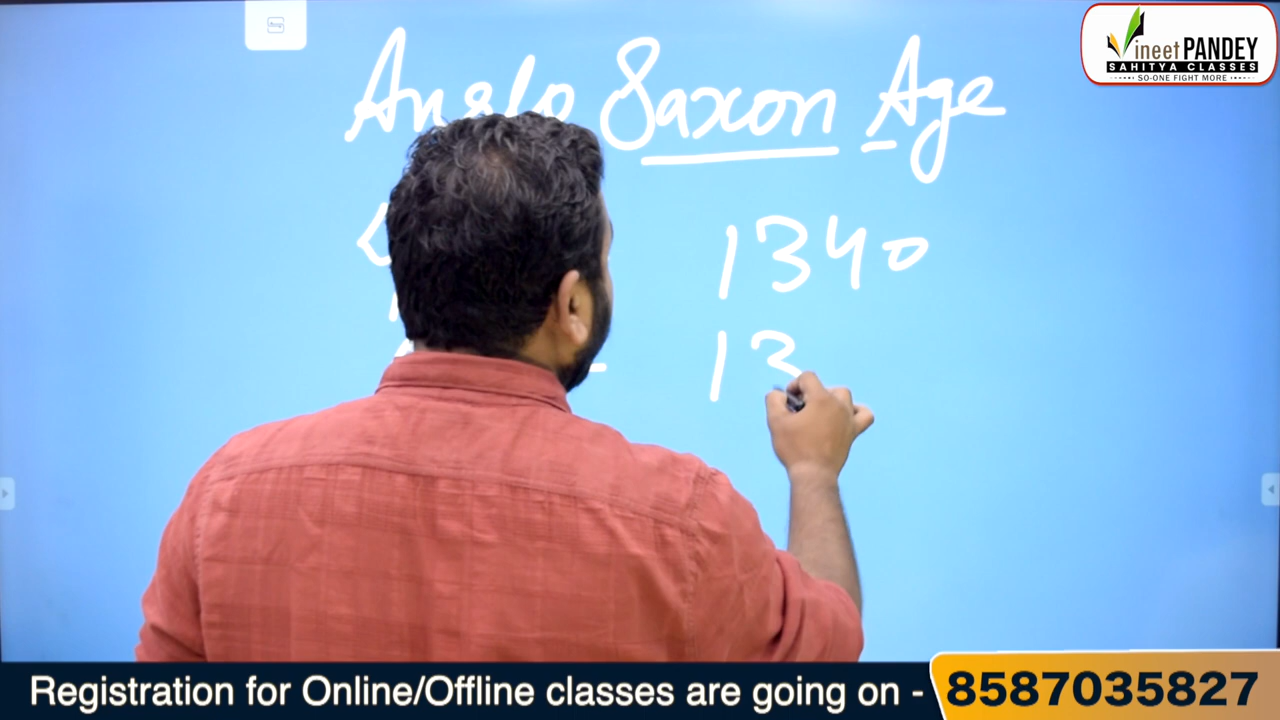 Vineet PANDEY
SAHITYA CLASSES
SO-ONE FIGHT MORE
Anglo Saxon Age
1340
13
Registration for Online/Offline classes are going on - 8587035827